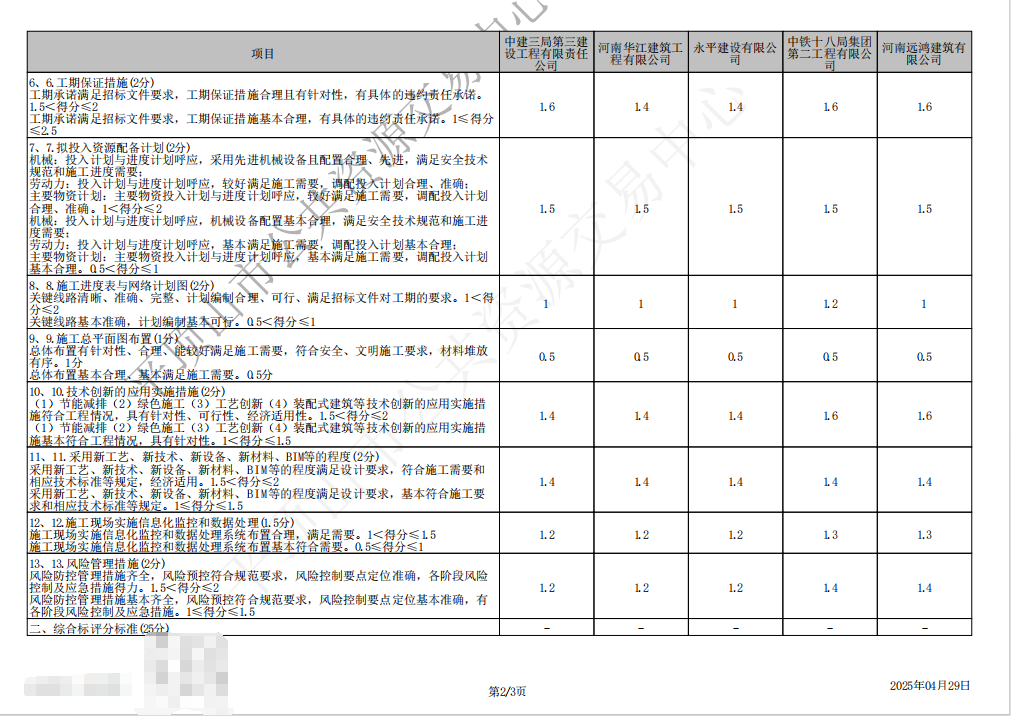 项目
中建三局第三建
设工程有限责任
公司
河南华江建筑工
程有限公司
永平建设有限公
司
中铁十八局集团
第二工程有限公
司
河南远鸿建筑有
限公司
6、6.工期保证措施(2分)
工期承诺满足招标文件要求，工期保证措施合理且有针对性，有具体的违约责任承诺。
1.5＜得分≤2
工期承诺满足招标文件要求，工期保证措施基本合理，有具体的违约责任承诺。1≤得分
≤2.5
1.6
1.4
1.4
1.6
1.6
7、7.拟投入资源配备计划(2分)
机械：投入计划与进度计划呼应，采用先进机械设备且配置合理、先进，满足安全技术
规范和施工进度需要；
劳动力：投入计划与进度计划呼应，较好满足施工需要，调配投入计划合理、准确；
主要物资计划：主要物资投入计划与进度计划呼应，较好满足施工需要，调配投入计划
合理、准确。1＜得分≤2
机械：投入计划与进度计划呼应，机械设备配置基本合理，满足安全技术规范和施工进
度需要；
劳动力：投入计划与进度计划呼应，基本满足施工需要，调配投入计划基本合理；
主要物资计划：主要物资投入计划与进度计划呼应，基本满足施工需要，调配投入计划
基本合理。0.5＜得分≤1
1.5
1.5
1.5
1.5
1.5
8、8.施工进度表与网络计划图(2分)
关键线路清晰、准确、完整、计划编制合理、可行、满足招标文件对工期的要求。1＜得
分≤2
关键线路基本准确，计划编制基本可行。0.5＜得分≤1
1
1
1
1.2
1
9、9.施工总平面图布置(1分)
总体布置有针对性、合理、能较好满足施工需要，符合安全、文明施工要求，材料堆放
有序。1分
总体布置基本合理、基本满足施工需要。0.5分
0.5
0.5
0.5
0.5
0.5
10、10.技术创新的应用实施措施(2分)
（1）节能减排（2）绿色施工（3）工艺创新（4）装配式建筑等技术创新的应用实施措
施符合工程情况，具有针对性、可行性、经济适用性。1.5＜得分≤2
（1）节能减排（2）绿色施工（3）工艺创新（4）装配式建筑等技术创新的应用实施措
施基本符合工程情况，具有针对性。1＜得分≤1.5
1.4
1.4
1.4
1.6
1.6
11、11.采用新工艺、新技术、新设备、新材料、BIM等的程度(2分)
采用新工艺、新技术、新设备、新材料、BIM等的程度满足设计要求，符合施工需要和
相应技术标准等规定，经济适用。1.5＜得分≤2
采用新工艺、新技术、新设备、新材料、BIM等的程度满足设计要求，基本符合施工要
求和相应技术标准等规定。1≤得分≤1.5
1.4
1.4
1.4
1.4
1.4
12、12.施工现场实施信息化监控和数据处理(1.5分)
施工现场实施信息化监控和数据处理系统布置合理，满足需要。1＜得分≤1.5
施工现场实施信息化监控和数据处理系统布置基本符合需要。0.5≤得分≤1
1.2
1.2
1.2
1.3
1.3
13、13.风险管理措施(2分)
风险防控管理措施齐全，风险预控符合规范要求，风险控制要点定位准确，各阶段风险
控制及应急措施得力。1.5＜得分≤2
风险防控管理措施基本齐全，风险预控符合规范要求，风险控制要点定位基本准确，有
各阶段风险控制及应急措施。1≤得分≤1.5
1.2
1.2
1.2
1.4
1.4
二、综合标评分标准(25分)
-
-
-
-
-
平顶山市公共资源交易中心
平顶山市公共资源交易中心
第2/3页
2025年04月29日